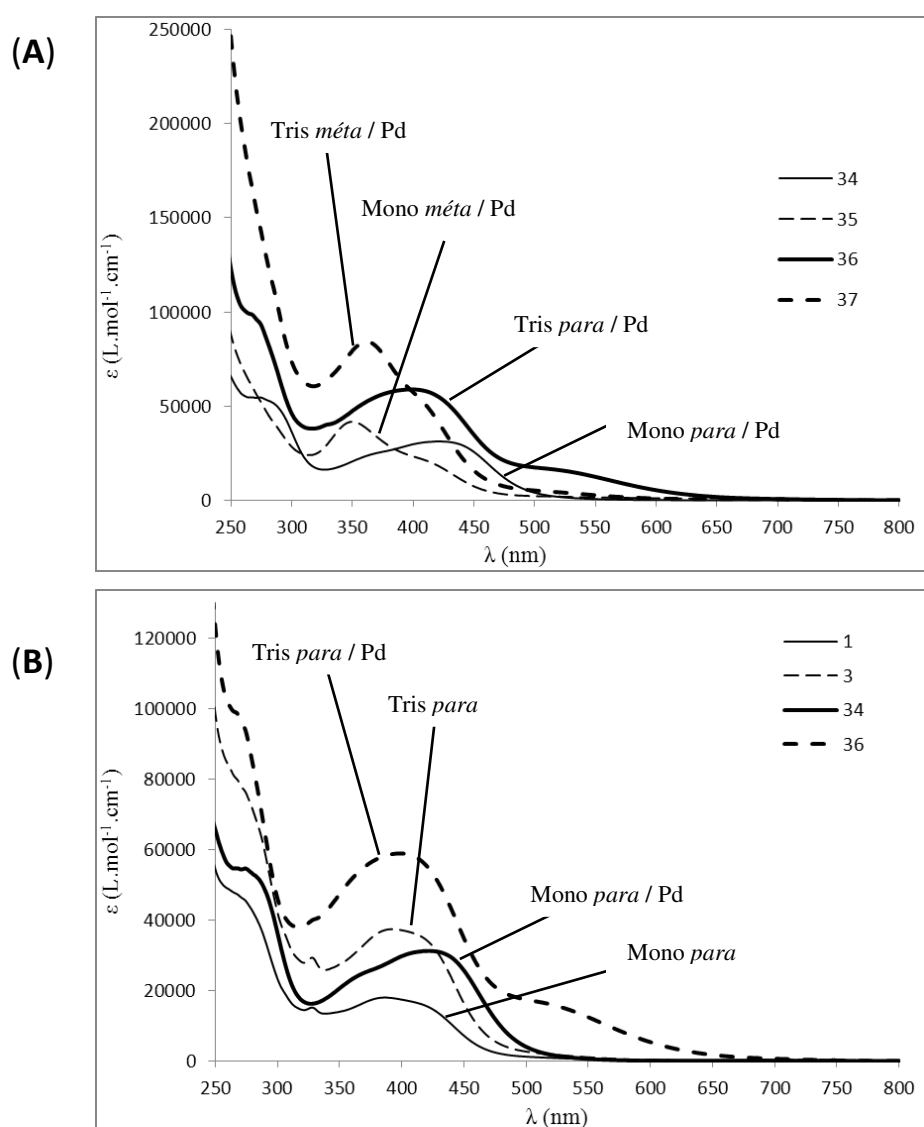 (A)
250000
200000
150000
100000
50000
0
ε (L.mol⁻¹.cm⁻¹)
Tris méta / Pd
Mono méta / Pd
Tris para / Pd
Mono para / Pd
34
35
36
37
250 300 350 400 450 500 550 600 650 700 750 800
λ (nm)
(B)
120000
100000
80000
60000
40000
20000
0
ε (L.mol⁻¹.cm⁻¹)
Tris para / Pd
Tris para
Mono para / Pd
Mono para
1
3
34
36
250 300 350 400 450 500 550 600 650 700 750 800
λ (nm)